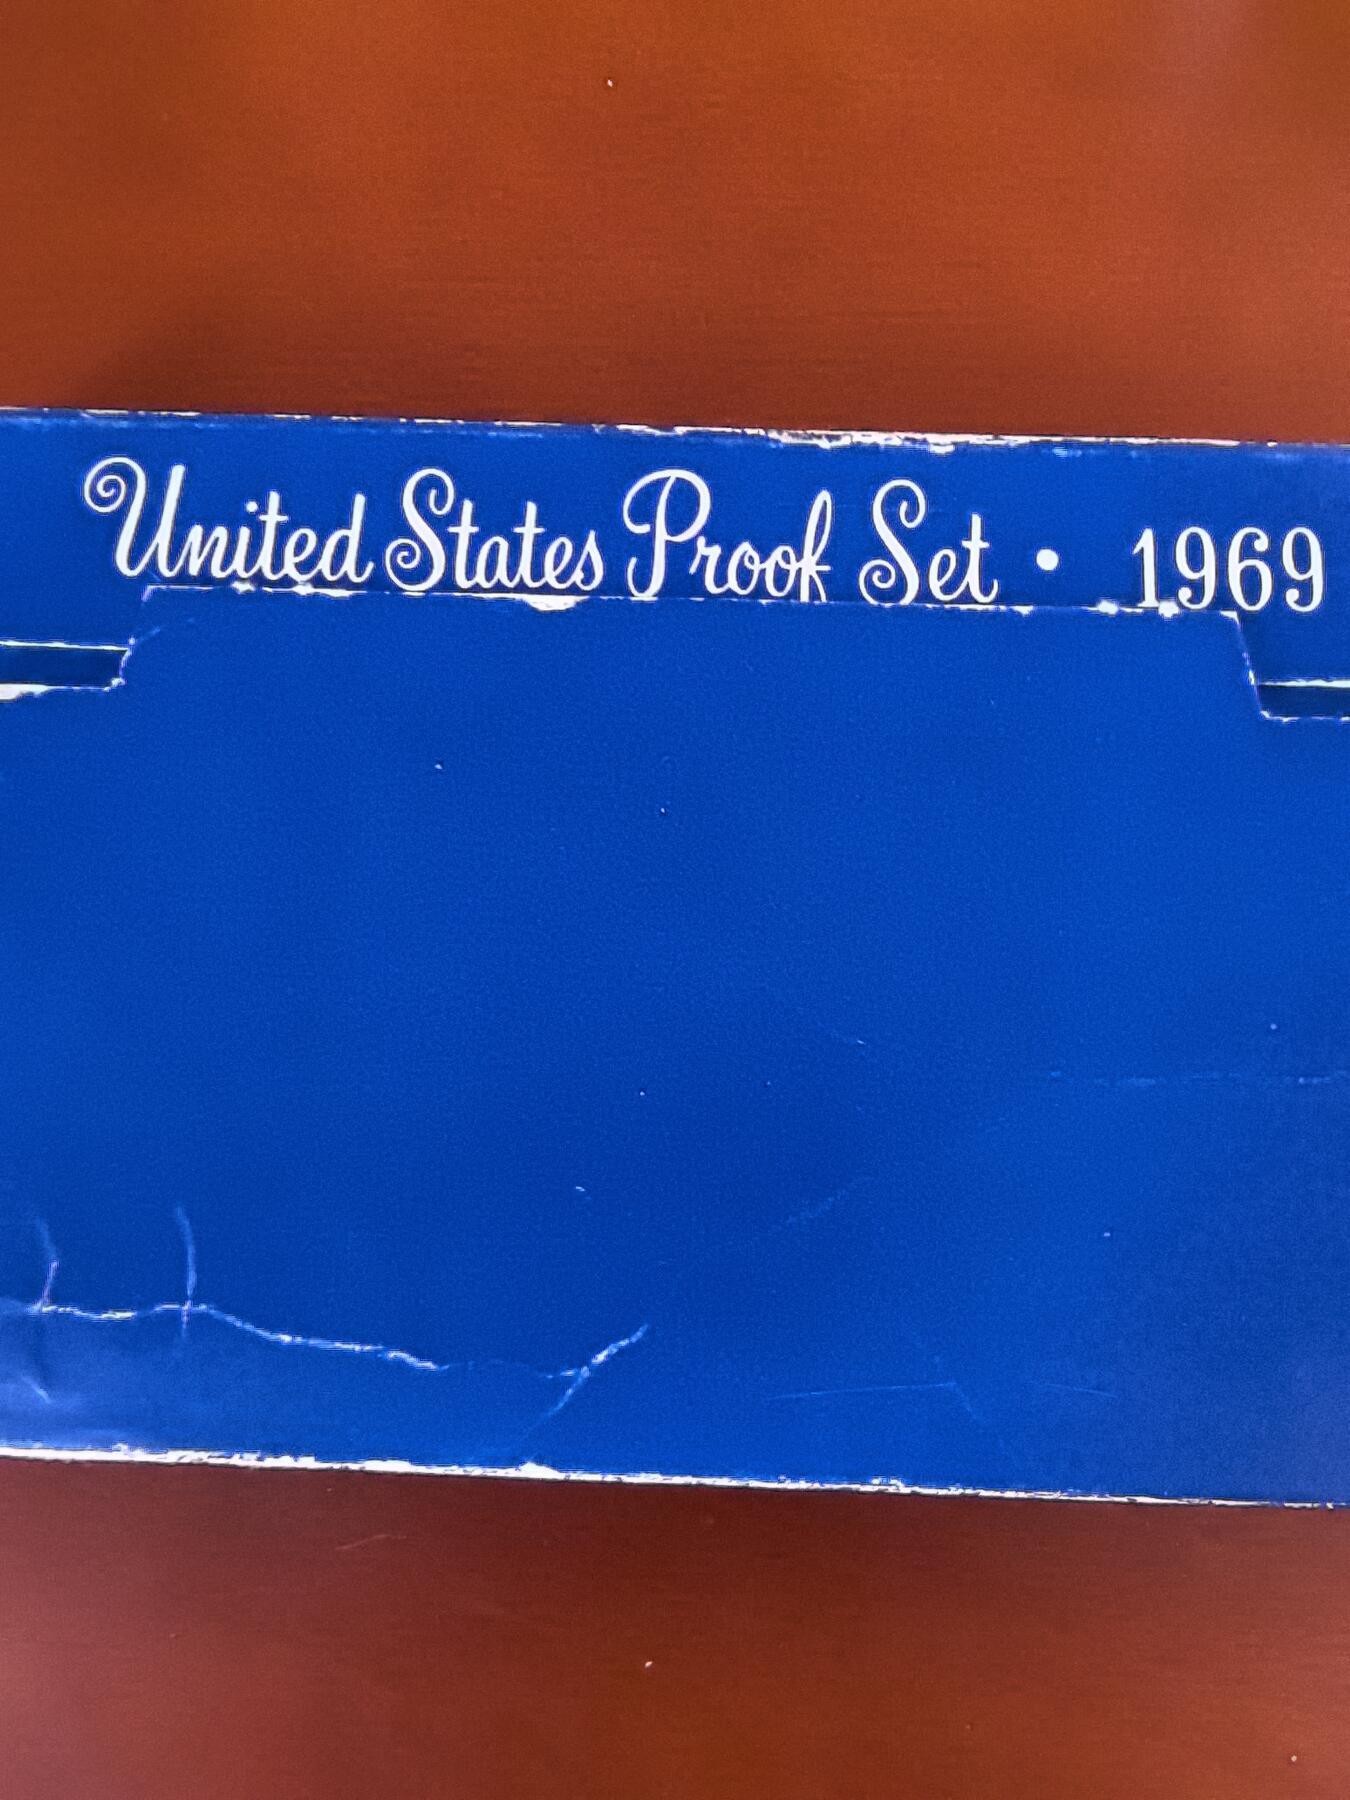 United States Proof Set • 1969